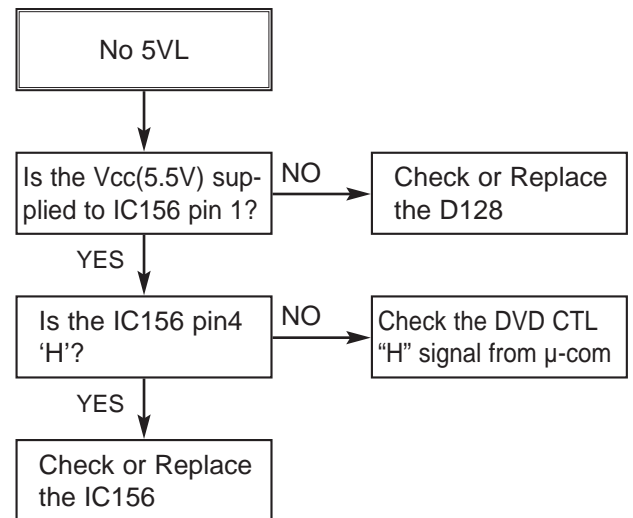 No 5VL
Is the Vcc(5.5V) sup-
plied to IC156 pin 1?
NO
Check or Replace
the D128
YES
Is the IC156 pin4
‘H’?
NO
Check the DVD CTL
“H” signal from µ-com
YES
Check or Replace
the IC156